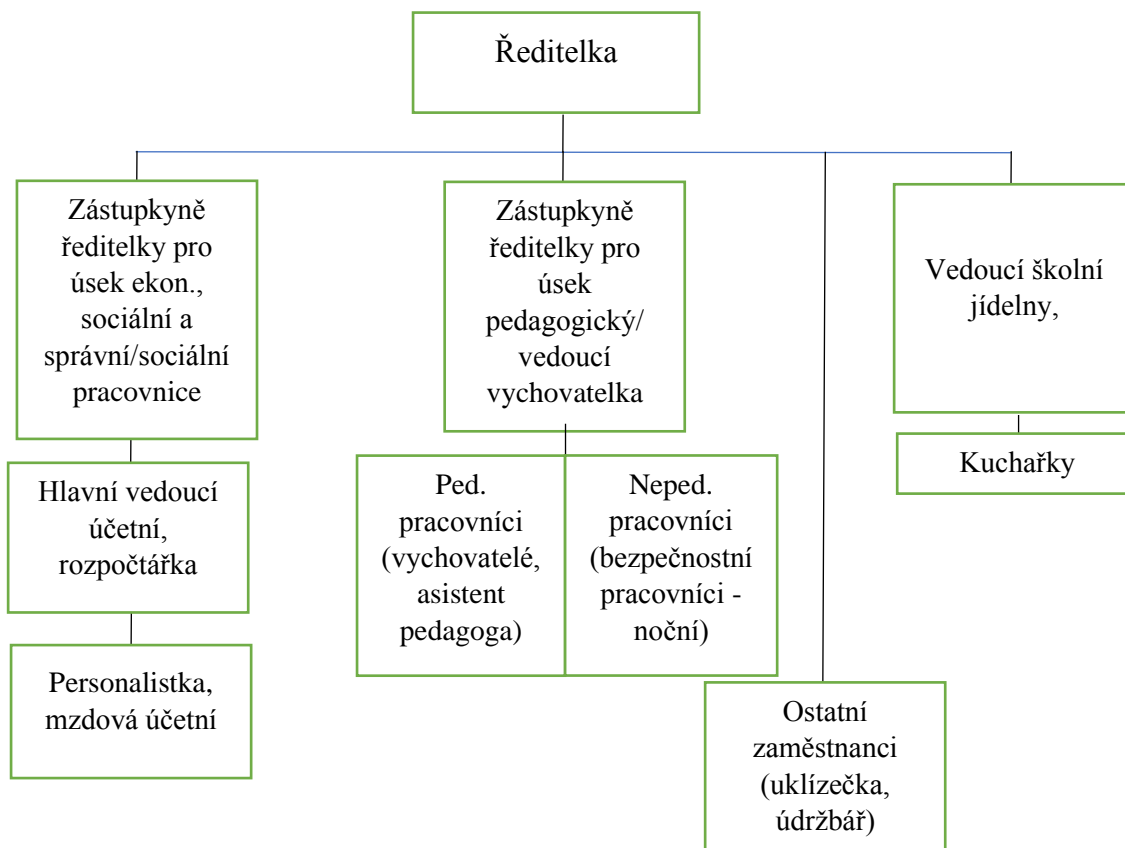 Ředitelka
Zástupkyně
ředitelky pro
úsek ekon.,
sociální a
správní/sociální
pracovnice
Zástupkyně
ředitelky pro
úsek
pedagogický/
vedoucí
vychovatelka
Vedoucí školní
jídelny,
Hlavní vedoucí
účetní,
rozpočtářka
Ped.
pracovníci
(vychovatelé,
asistent
pedagoga)
Neped.
pracovníci
(bezpečnostní
pracovníci -
noční)
Kuchařky
Personalistka,
mzdová účetní
Ostatní
zaměstnanci
(uklízečka,
údržbář)